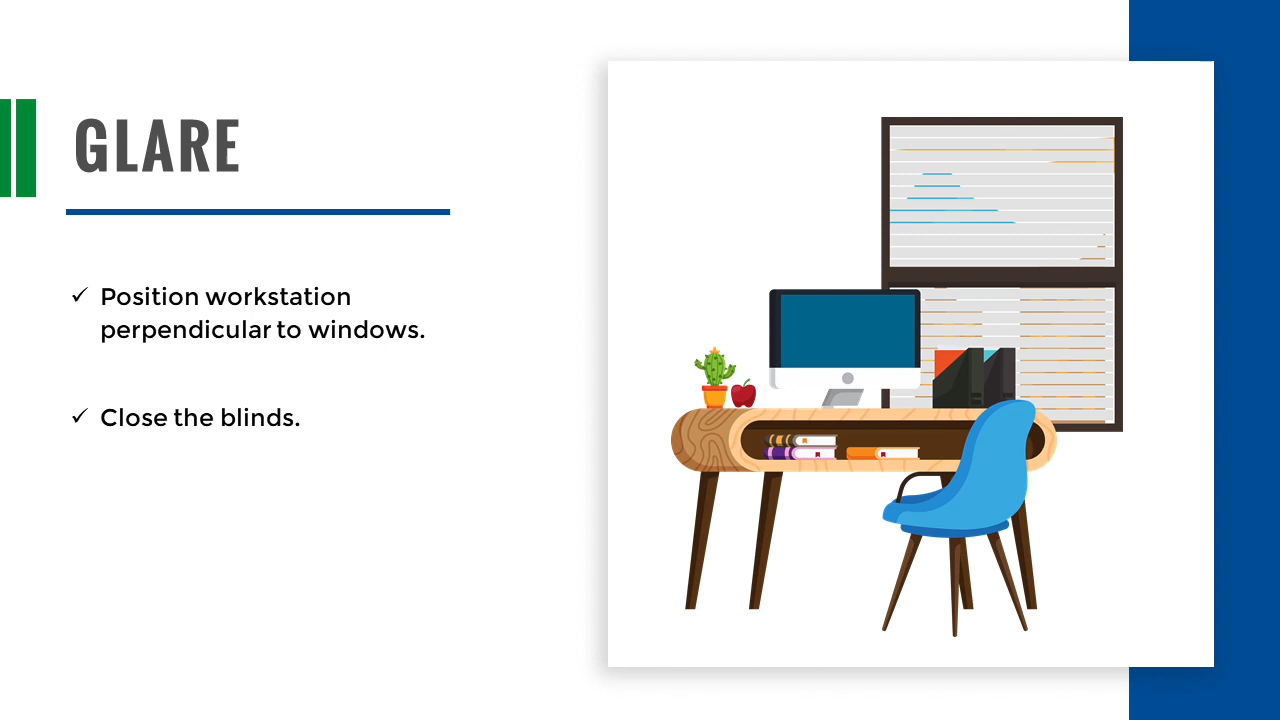 GLARE
✓ Position workstation
perpendicular to windows.
✓ Close the blinds.